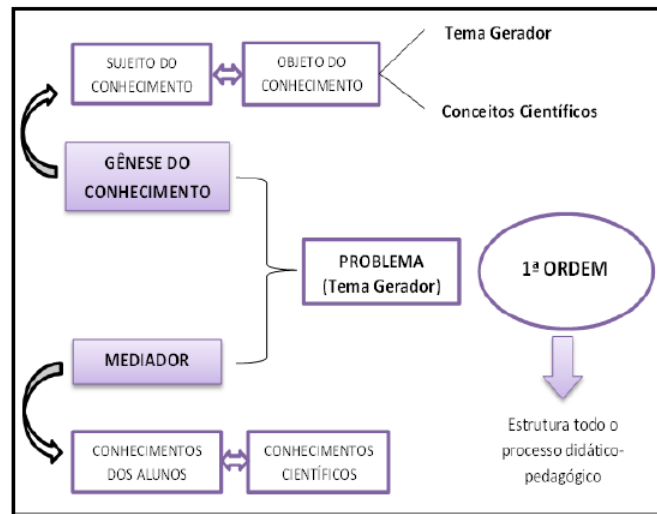 SUJEITO DO
CONHECIMENTO
OBJETO DO
CONHECIMENTO
Tema Gerador
Conceitos Científicos
GÊNESE DO
CONHECIMENTO
PROBLEMA
(Tema Gerador)
1ª ORDEM
MEDIADOR
Estrutura todo o
processo didático-
pedagógico
CONHECIMENTOS
DOS ALUNOS
CONHECIMENTOS
CIENTÍFICOS